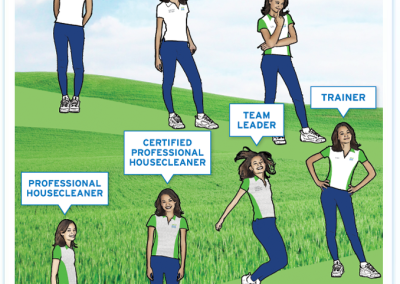 TRAINER
TEAM
LEADER
CERTIFIED
PROFESSIONAL
HOUSECLEANER
PROFESSIONAL
HOUSECLEANER